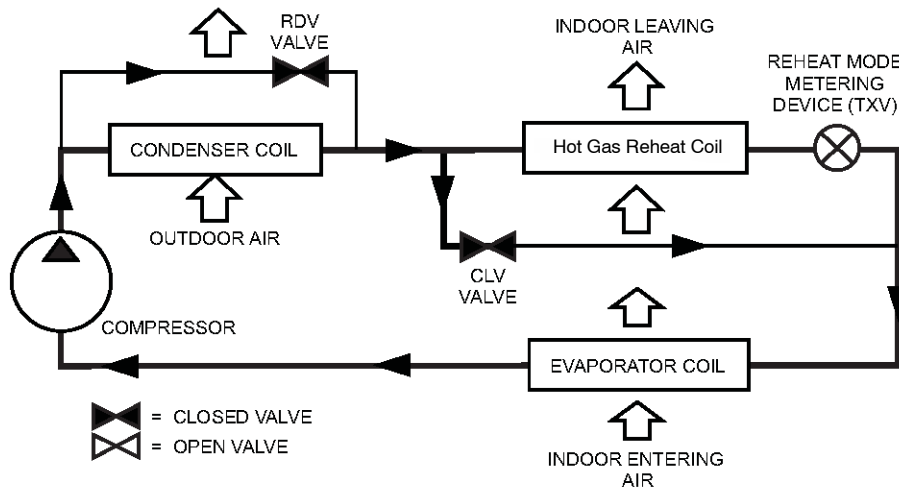 RDV
VALVE
INDOOR LEAVING
AIR
REHEAT MODE
METERING
DEVICE (TXV)
CONDENSER COIL
Hot Gas Reheat Coil
OUTDOOR AIR
CLV
VALVE
COMPRESSOR
EVAPORATOR COIL
= CLOSED VALVE
= OPEN VALVE
INDOOR ENTERING
AIR